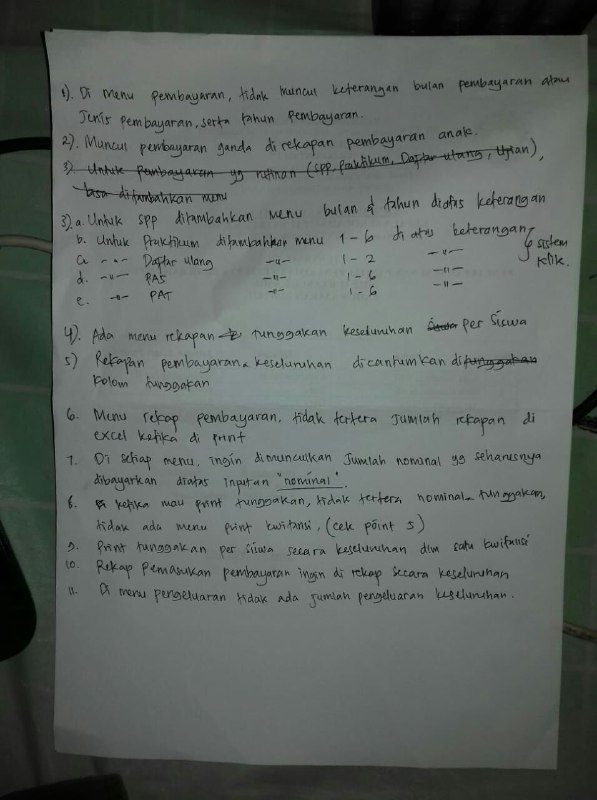 1). Di menu pembayaran, tidak muncul keterangan bulan pembayaran atau
Jenis pembayaran, serta tahun pembayaran.
2). Muncul pembayaran ganda di rekapan pembayaran anak.
3). Untuk Pembayaran yg rutinan (SPP, Praktikum, Daftar ulang, Ujian),
bisa ditambahkan menu
3). a. Untuk SPP ditambahkan menu bulan & tahun diatas keterangan
b. Untuk Praktikum ditambahkan menu 1 - 6 di atas keterangan
c. -"- Daftar ulang -"- 1 - 2 -"-
d. -"- PAS -"- 1 - 6 -"-
e. -"- PAT -"- 1 - 6 -"-
sistem
klik.
4). Ada menu rekapan tunggakan keseluruhan Siswa per Siswa
5) Rekapan pembayaran keseluruhan dicantumkan di tunggakan
kolom tunggakan
6. Menu rekap pembayaran, tidak tertera Jumlah rekapan di
excel ketika di print
7. Di setiap menu, ingin dimunculkan Jumlah nominal yg seharusnya
dibayarkan diatas inputan "nominal".
8. ketika mau print tunggakan, tidak tertera nominal tunggakan,
tidak ada menu print kwitansi, (cek point 5)
9. Print tunggakan per siswa secara keseluruhan dlm satu kwitansi
10. Rekap Pemasukan pembayaran ingin di rekap secara keseluruhan
11. Di menu pengeluaran tidak ada jumlah pengeluaran keseluruhan.